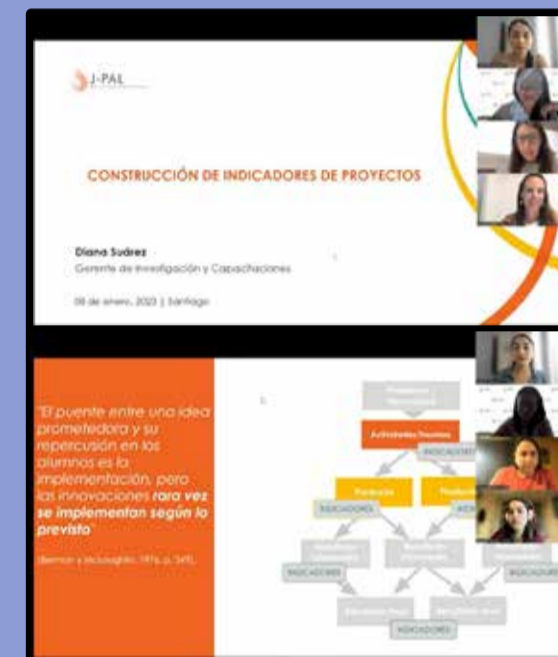 J-PAL
CONSTRUCCIÓN DE INDICADORES DE PROYECTOS
Diana Suárez
Gerente de Investigación y Capacitaciones
08 de enero, 2023 | Santiago
"El puente entre una idea
prometedora y su
repercusión en los
alumnos es la
implementación, pero
las innovaciones rara vez
se implementan según lo
previsto"
Actividades/Insumos
INDICADORES
Producto
INDICADORES
INDICADORES
INDICADORES